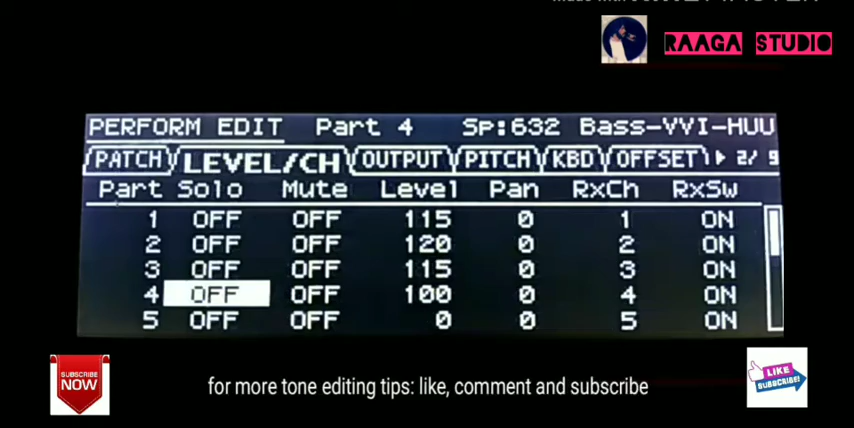 RAAGA STUDIO
PERFORM EDIT Part 4 SP:632 Bass-VVI-HUU
PATCH LEVEL/CH OUTPUT PITCH KBD OFFSET 2/ 9
Part Solo Mute Level Pan RxCh RxSw
1 OFF OFF 115 0 1 ON
2 OFF OFF 120 0 2 ON
3 OFF OFF 115 0 3 ON
4 OFF OFF 100 0 4 ON
5 OFF OFF 0 0 5 ON
SUBSCRIBE
NOW
for more tone editing tips: like, comment and subscribe
LIKE
SUBSCRIBE!